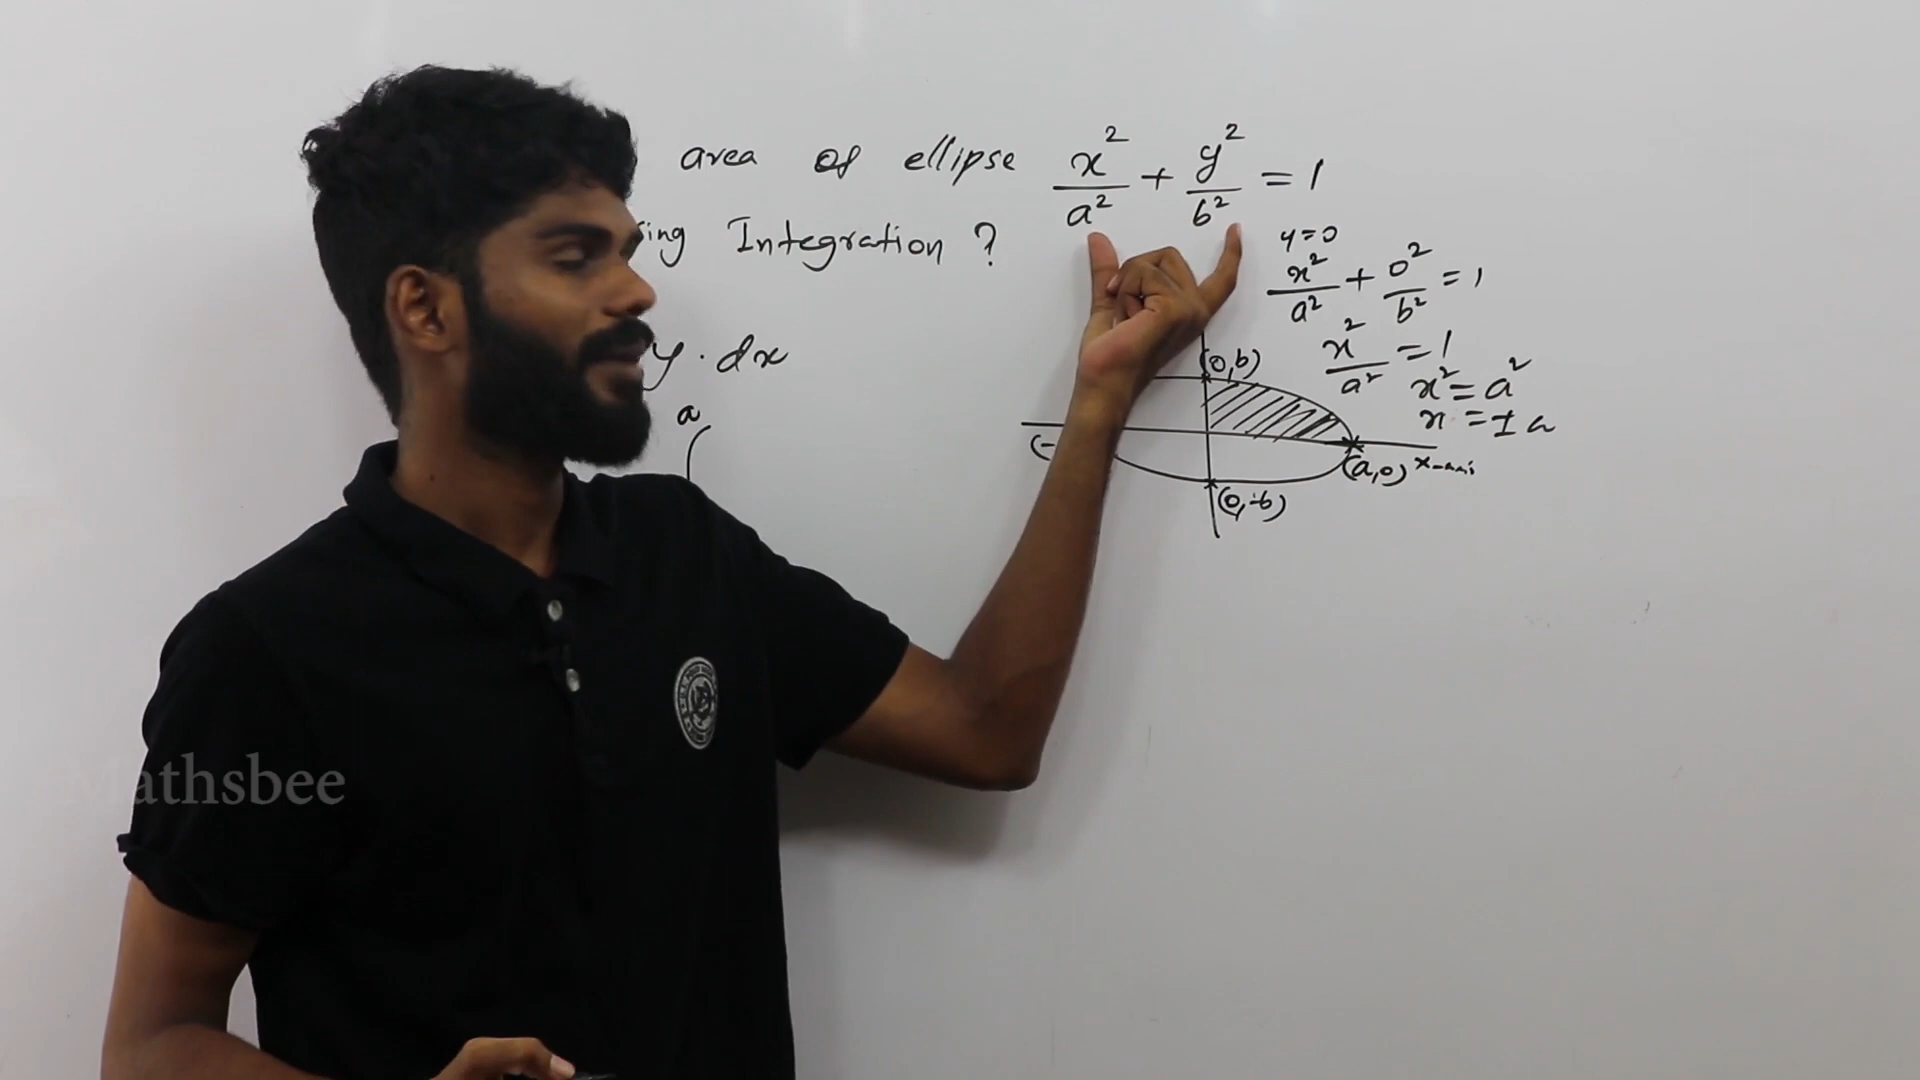 area of ellipse x²/a² + y²/b² = 1
ing Integration ?
y=0
x²/a² + 0²/b² = 1
x²/a² = 1
x² = a²
x = ± a
y . dx
a
∫
(0,b)
(-
(a,0) x-axis
(0,-b)
Mathsbee